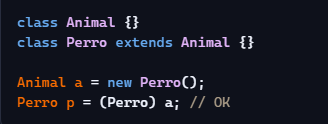 class Animal {}
class Perro extends Animal {}
Animal a = new Perro();
Perro p = (Perro) a; // OK